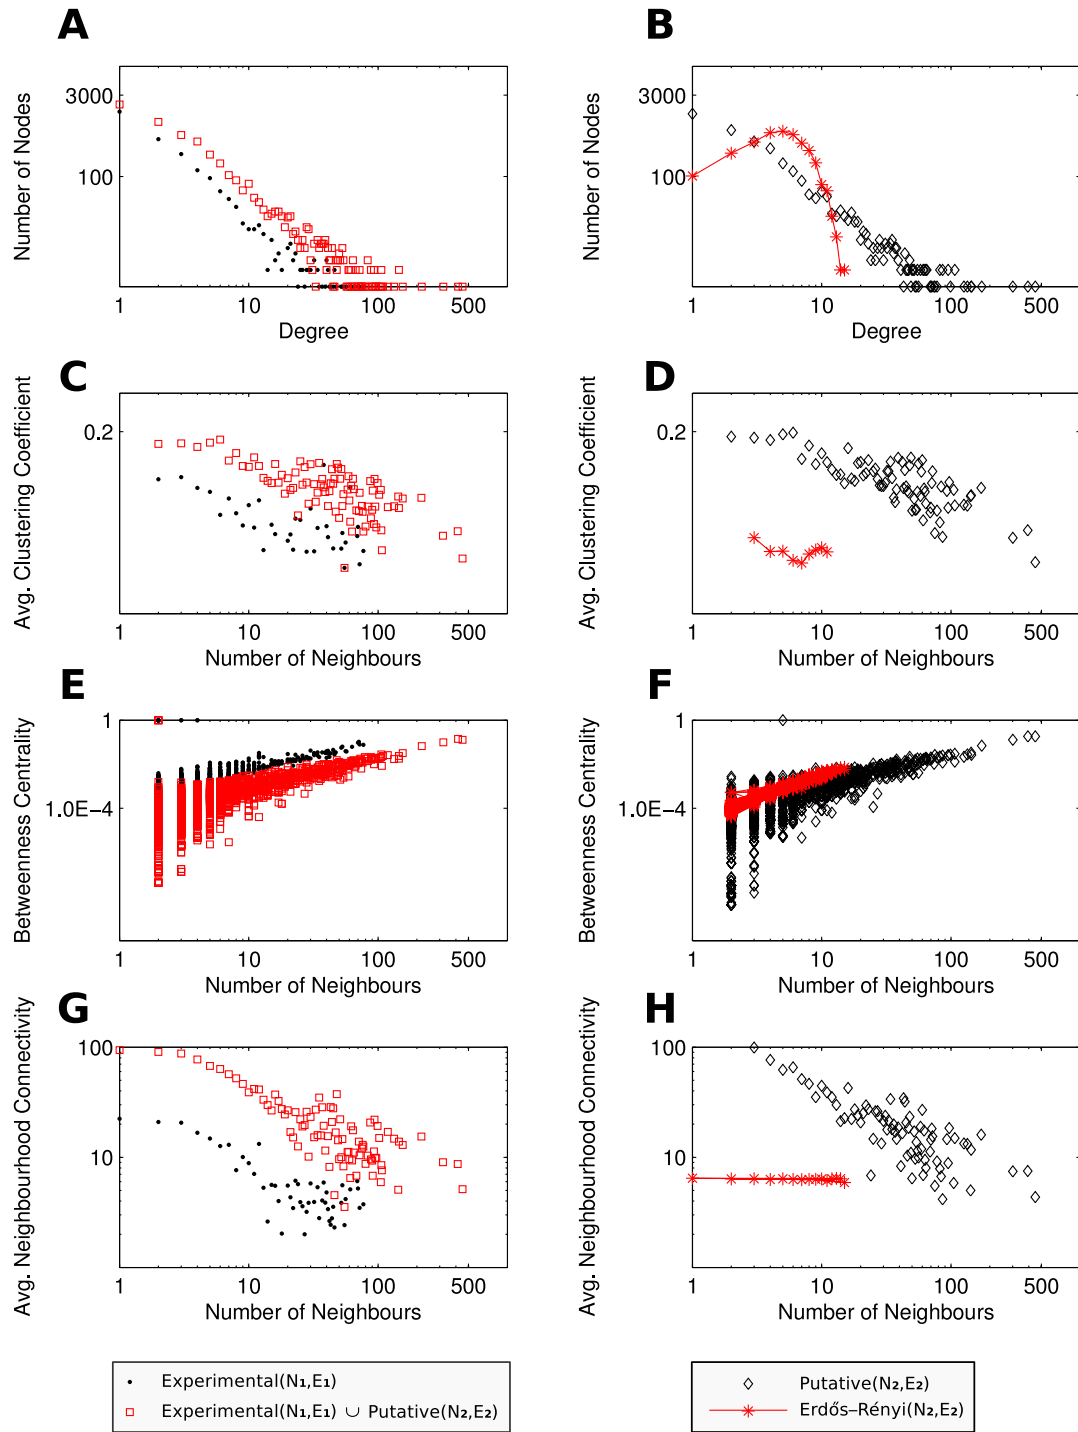 A
Number of Nodes
3000
100
1 10 100 500
Degree
B
Number of Nodes
3000
100
1 10 100 500
Degree
C
Avg. Clustering Coefficient
0.2
1 10 100 500
Number of Neighbours
D
Avg. Clustering Coefficient
0.2
1 10 100 500
Number of Neighbours
E
Betweenness Centrality
1
1.0E−4
1 10 100 500
Number of Neighbours
F
Betweenness Centrality
1
1.0E−4
1 10 100 500
Number of Neighbours
G
Avg. Neighbourhood Connectivity
100
10
1 10 100 500
Number of Neighbours
H
Avg. Neighbourhood Connectivity
100
10
1 10 100 500
Number of Neighbours
Experimental(N₁,E₁)
Experimental(N₁,E₁) ∪ Putative(N₂,E₂)
Putative(N₂,E₂)
Erdős–Rényi(N₂,E₂)